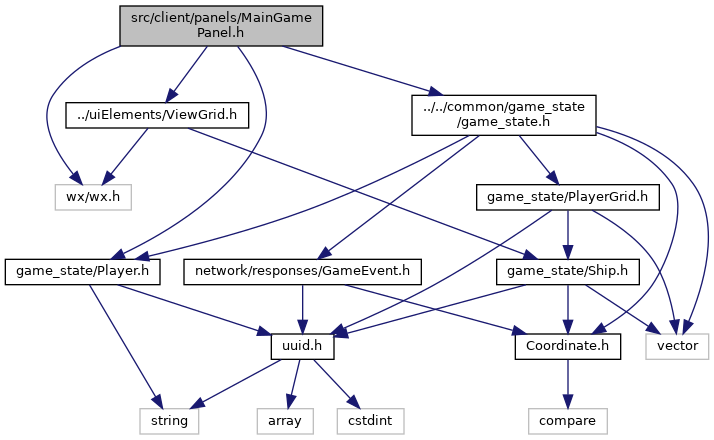 src/client/panels/MainGame
Panel.h
../uiElements/ViewGrid.h
../../common/game_state
/game_state.h
wx/wx.h
game_state/PlayerGrid.h
game_state/Player.h
network/responses/GameEvent.h
game_state/Ship.h
uuid.h
Coordinate.h
vector
string
array
cstdint
compare